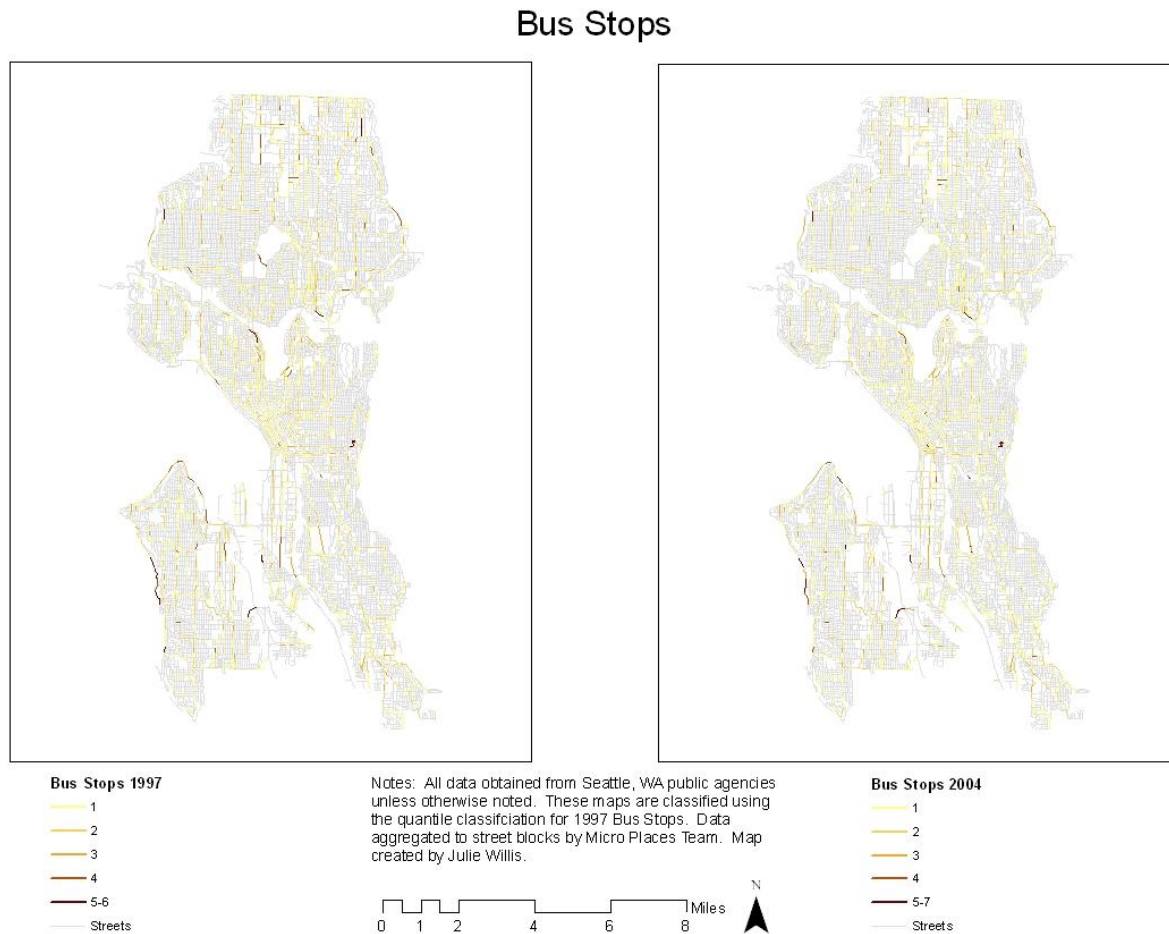 Bus Stops
Bus Stops 1997
1
2
3
4
5-6
Streets
Notes: All data obtained from Seattle, WA public agencies
unless otherwise noted. These maps are classified using
the quantile classifciation for 1997 Bus Stops. Data
aggregated to street blocks by Micro Places Team. Map
created by Julie Willis.
N
Miles
0 1 2 4 6 8
Bus Stops 2004
1
2
3
4
5-7
Streets